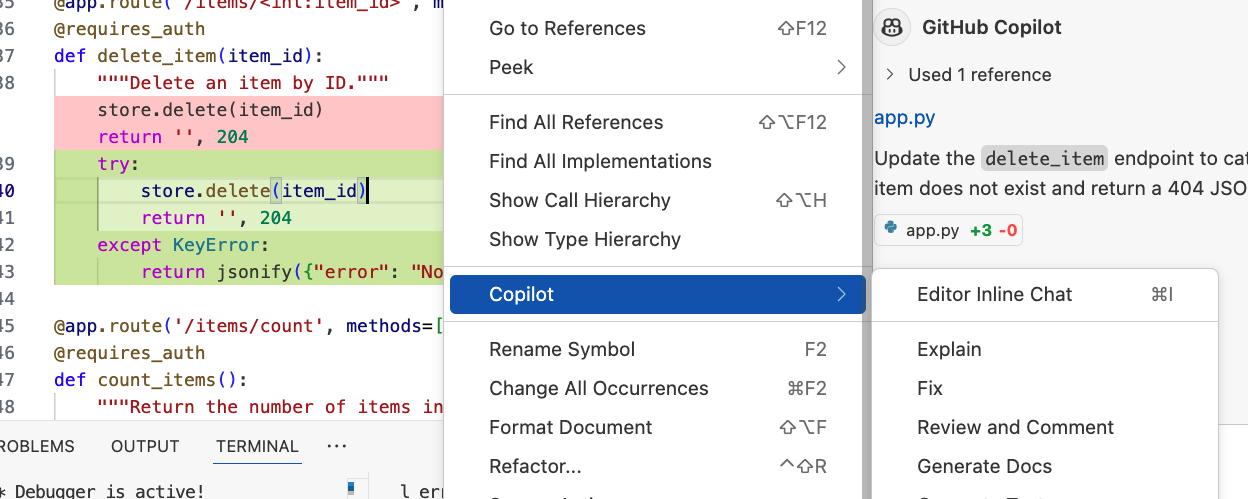 35 @app.route('/items/<int:item_id>', m
36 @requires_auth
37 def delete_item(item_id):
38 """Delete an item by ID."""
store.delete(item_id)
return '', 204
39 try:
40 store.delete(item_id)
41 return '', 204
42 except KeyError:
43 return jsonify({"error": "No
44
45 @app.route('/items/count', methods=[
46 @requires_auth
47 def count_items():
48 """Return the number of items in
ROBLEMS OUTPUT TERMINAL ···
* Debugger is active!
l err
Go to References ⇧F12
Peek
Find All References ⇧⌥F12
Find All Implementations
Show Call Hierarchy ⇧⌥H
Show Type Hierarchy
Copilot
Rename Symbol F2
Change All Occurrences ⌘F2
Format Document ⇧⌥F
Refactor... ^⇧R
GitHub Copilot
Used 1 reference
app.py
Update the delete_item endpoint to cat
item does not exist and return a 404 JSO
app.py +3 -0
Editor Inline Chat ⌘I
Explain
Fix
Review and Comment
Generate Docs